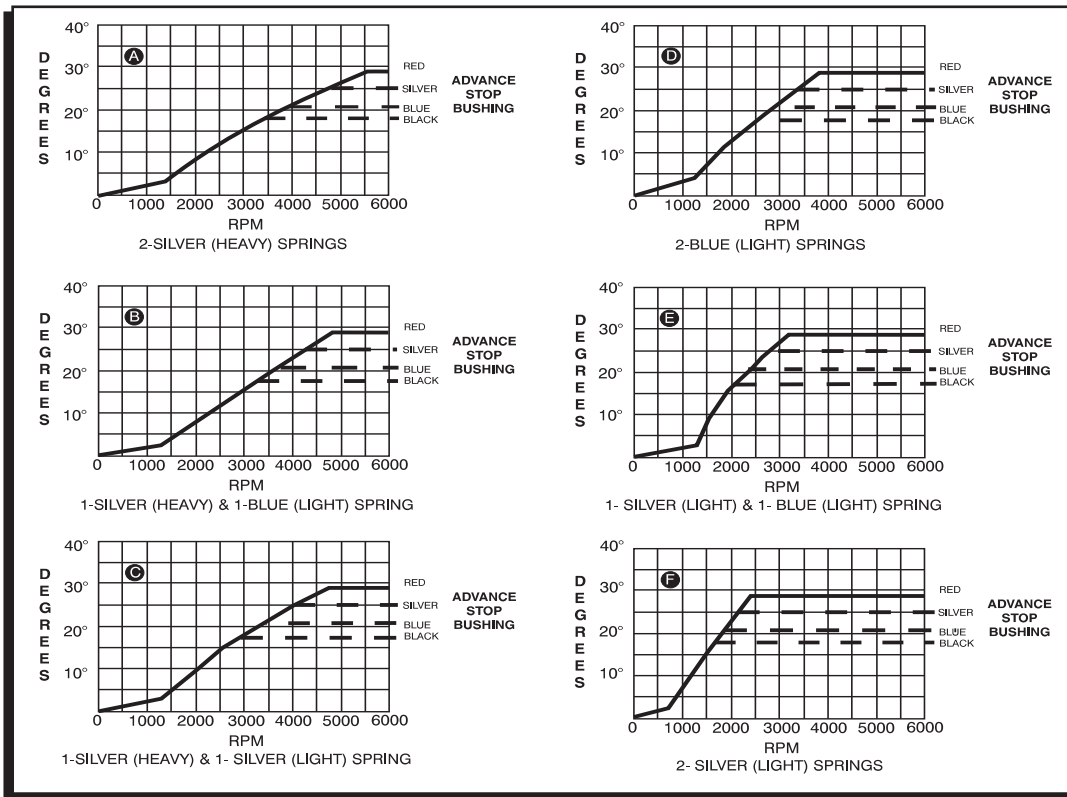 A
DEGREES
40°
30°
20°
10°
RED
SILVER
BLUE
BLACK
ADVANCE
STOP
BUSHING
0 1000 2000 3000 4000 5000 6000
RPM
2-SILVER (HEAVY) SPRINGS
D
DEGREES
40°
30°
20°
10°
RED
SILVER
BLUE
BLACK
ADVANCE
STOP
BUSHING
0 1000 2000 3000 4000 5000 6000
RPM
2-BLUE (LIGHT) SPRINGS
B
DEGREES
40°
30°
20°
10°
RED
SILVER
BLUE
BLACK
ADVANCE
STOP
BUSHING
0 1000 2000 3000 4000 5000 6000
RPM
1-SILVER (HEAVY) & 1-BLUE (LIGHT) SPRING
E
DEGREES
40°
30°
20°
10°
RED
SILVER
BLUE
BLACK
ADVANCE
STOP
BUSHING
0 1000 2000 3000 4000 5000 6000
RPM
1- SILVER (LIGHT) & 1- BLUE (LIGHT) SPRING
C
DEGREES
40°
30°
20°
10°
RED
SILVER
BLUE
BLACK
ADVANCE
STOP
BUSHING
0 1000 2000 3000 4000 5000 6000
RPM
1-SILVER (HEAVY) & 1- SILVER (LIGHT) SPRING
F
DEGREES
40°
30°
20°
10°
RED
SILVER
BLUE
BLACK
ADVANCE
STOP
BUSHING
0 1000 2000 3000 4000 5000 6000
RPM
2- SILVER (LIGHT) SPRINGS